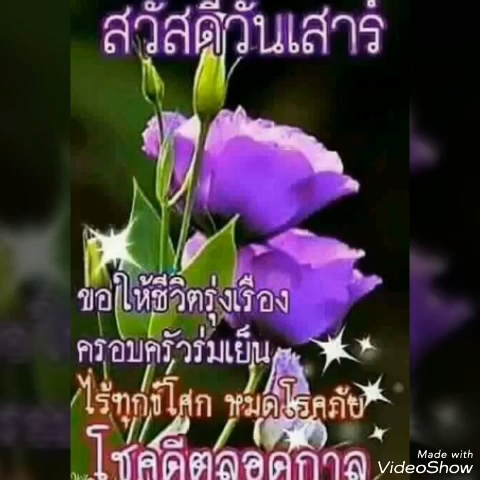 สวัสดีวันเสาร์
ขอให้ชีวิตรุ่งเรือง
ครอบครัวร่มเย็น
ไร้ทุกข์โศก หมดโรคภัย
โชคดีตลอดกาล
Made with
VideoShow